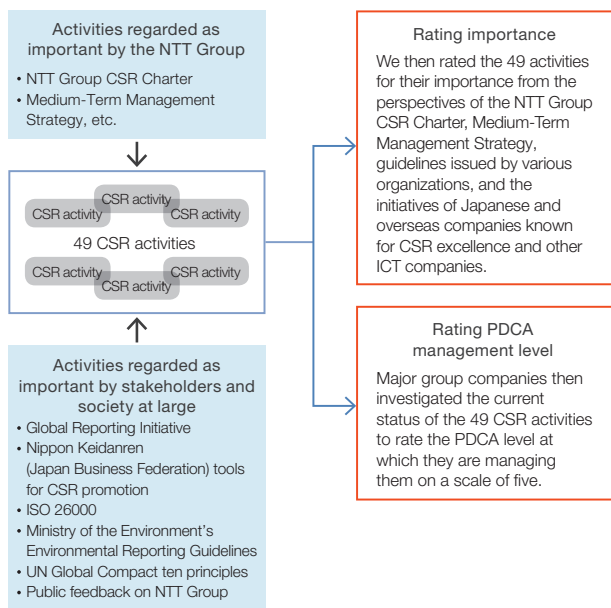 Activities regarded as
important by the NTT Group
• NTT Group CSR Charter
• Medium-Term Management
Strategy, etc.
CSR activity
CSR activity
CSR activity
49 CSR activities
CSR activity
CSR activity
CSR activity
Activities regarded as
important by stakeholders and
society at large
• Global Reporting Initiative
• Nippon Keidanren
(Japan Business Federation) tools
for CSR promotion
• ISO 26000
• Ministry of the Environment’s
Environmental Reporting Guidelines
• UN Global Compact ten principles
• Public feedback on NTT Group
Rating importance
We then rated the 49 activities
for their importance from the
perspectives of the NTT Group
CSR Charter, Medium-Term
Management Strategy,
guidelines issued by various
organizations, and the
initiatives of Japanese and
overseas companies known
for CSR excellence and other
ICT companies.
Rating PDCA
management level
Major group companies then
investigated the current
status of the 49 CSR activities
to rate the PDCA level at
which they are managing
them on a scale of five.